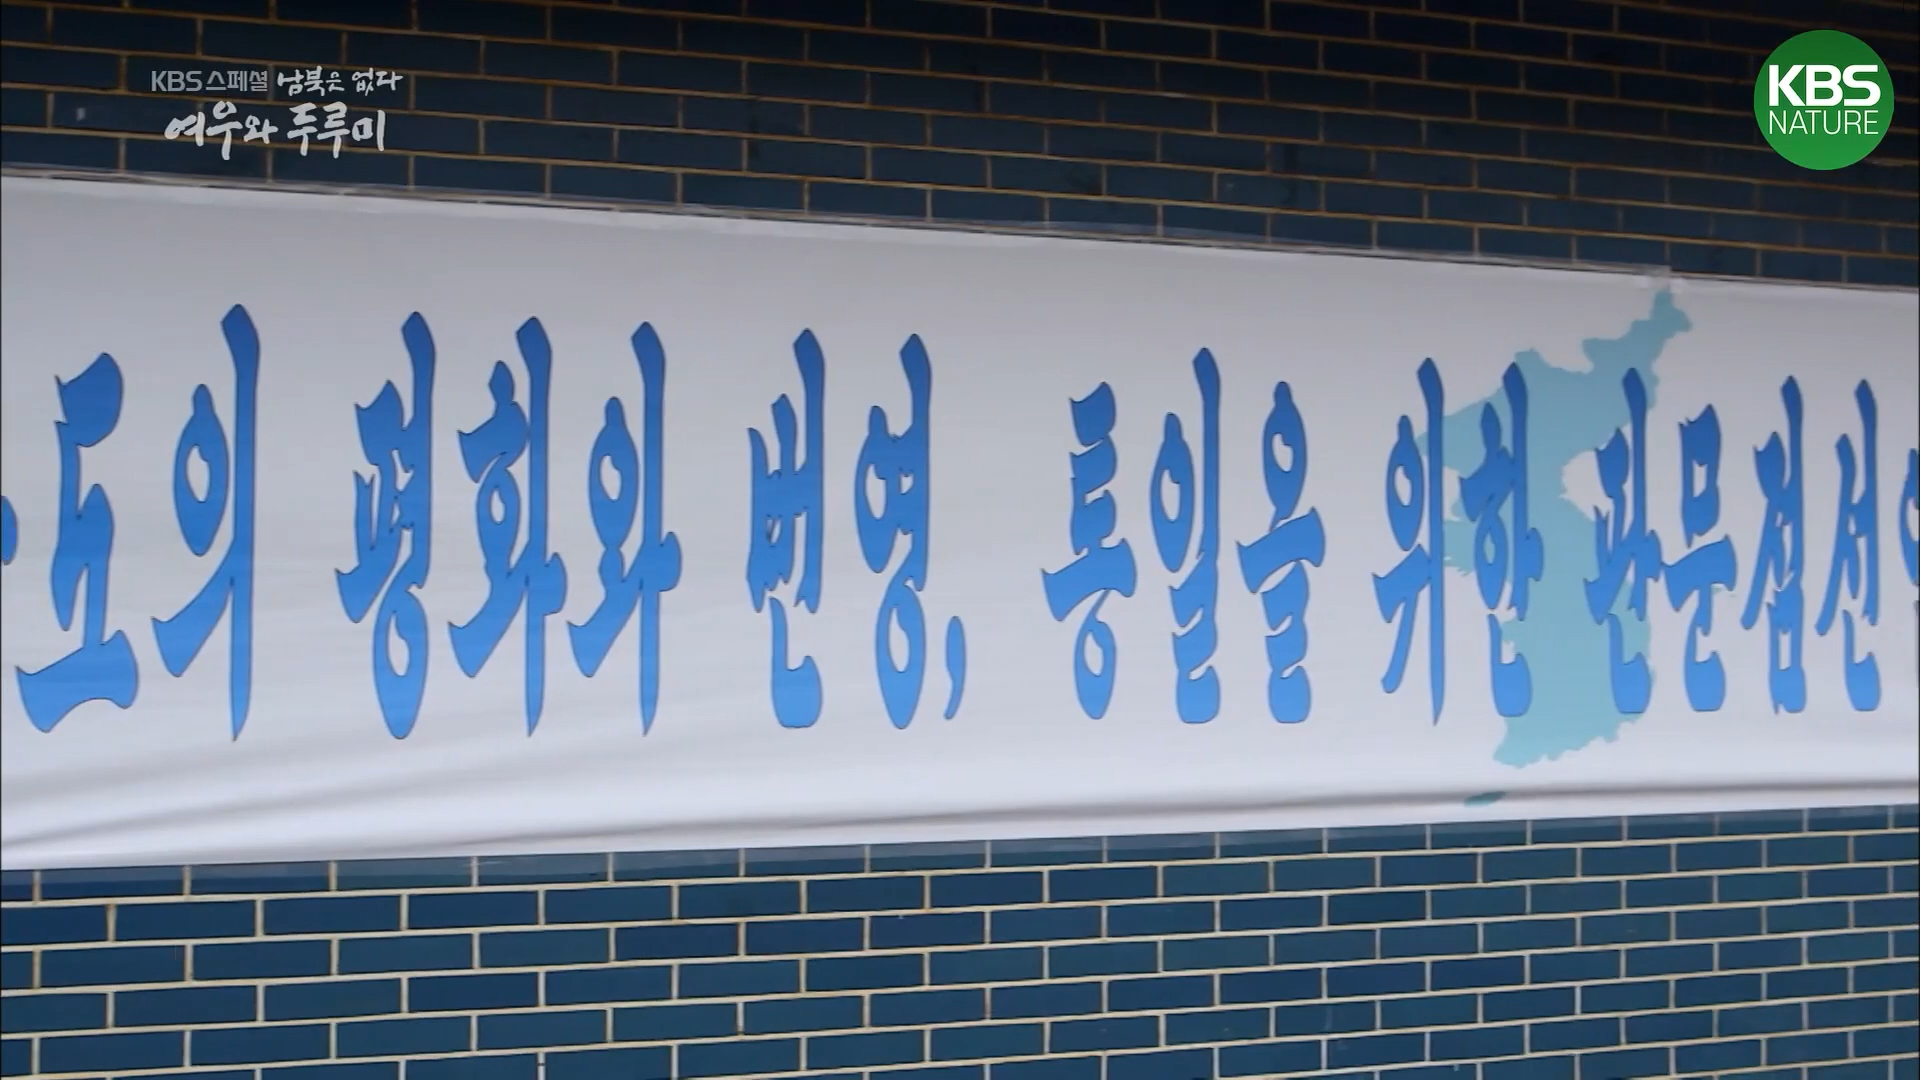 KBS스페셜 남북은 없다
여우와 두루미
KBS
NATURE
도의 평화와 번영, 통일을 위한 판문점선